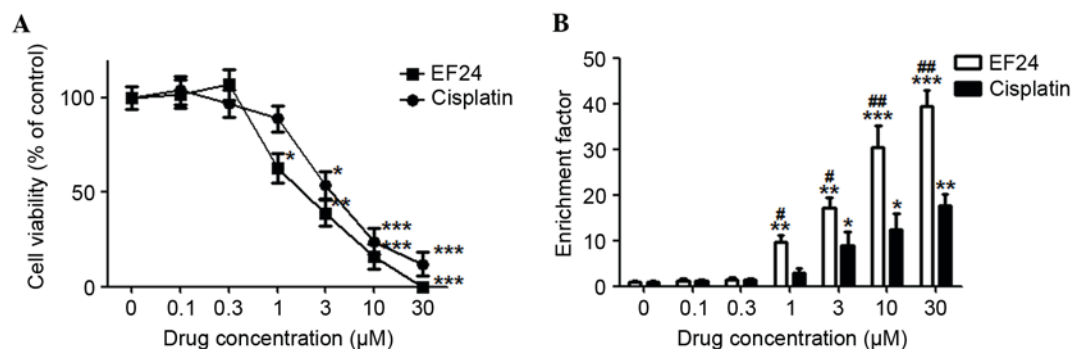 A
Cell viability (% of control)
100
50
0
EF24
Cisplatin
*
*
**
***
***
***
***
0 0.1 0.3 1 3 10 30
Drug concentration (µM)
B
Enrichment factor
50
40
30
20
10
0
EF24
Cisplatin
#
**
#
**
*
##
***
*
##
***
**
0 0.1 0.3 1 3 10 30
Drug concentration (µM)